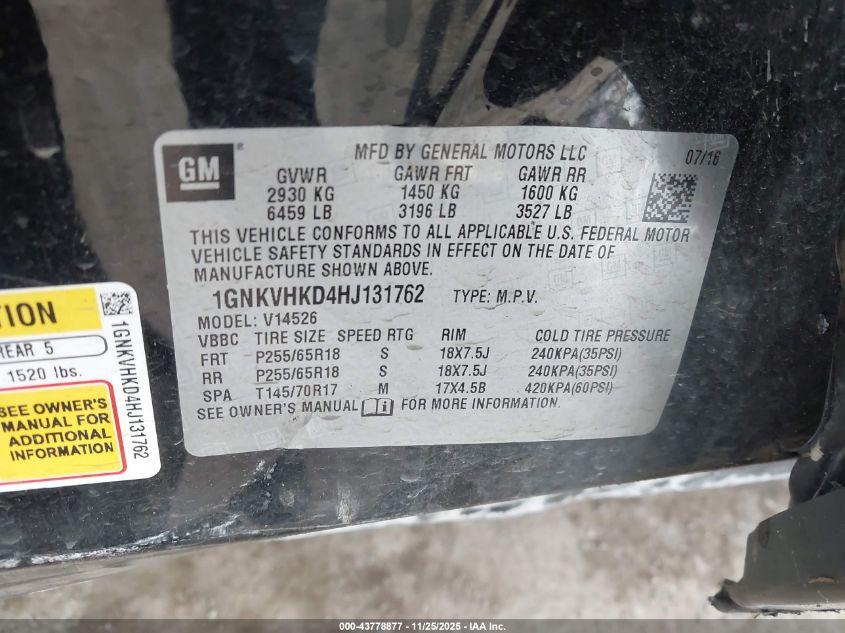 GM ®
MFD BY GENERAL MOTORS LLC 07/16
GVWR GAWR FRT GAWR RR
2930 KG 1450 KG 1600 KG
6459 LB 3196 LB 3527 LB
THIS VEHICLE CONFORMS TO ALL APPLICABLE U.S. FEDERAL MOTOR
VEHICLE SAFETY STANDARDS IN EFFECT ON THE DATE OF
MANUFACTURE SHOWN ABOVE.
1GNKVHKD4HJ131762 TYPE: M.P.V.
MODEL: V14526
VBBC TIRE SIZE SPEED RTG RIM COLD TIRE PRESSURE
FRT P255/65R18 S 18X7.5J 240KPA(35PSI)
RR P255/65R18 S 18X7.5J 240KPA(35PSI)
SPA T145/70R17 M 17X4.5B 420KPA(60PSI)
SEE OWNER'S MANUAL i FOR MORE INFORMATION.
TION
REAR 5
1520 lbs.
SEE OWNER'S
MANUAL FOR
ADDITIONAL
INFORMATION
1GNKVHKD4HJ131762
000-43778877 - 11/25/2025 - IAA Inc.